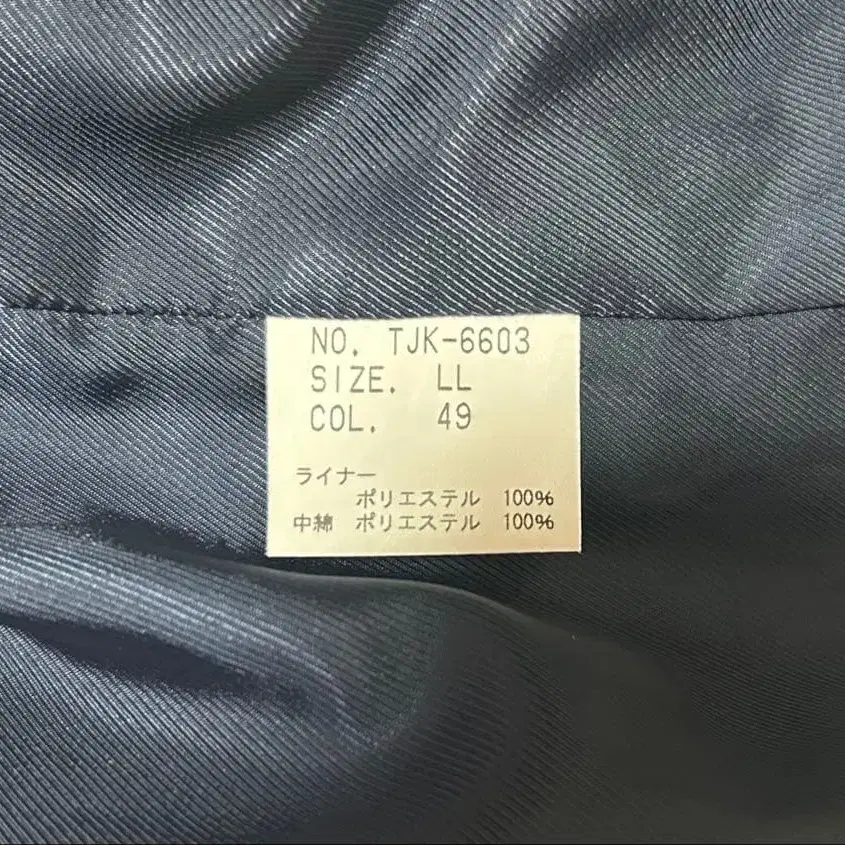 NO. TJK-6603
SIZE. LL
COL. 49
ライナー
ポリエステル 100%
中綿 ポリエステル 100%